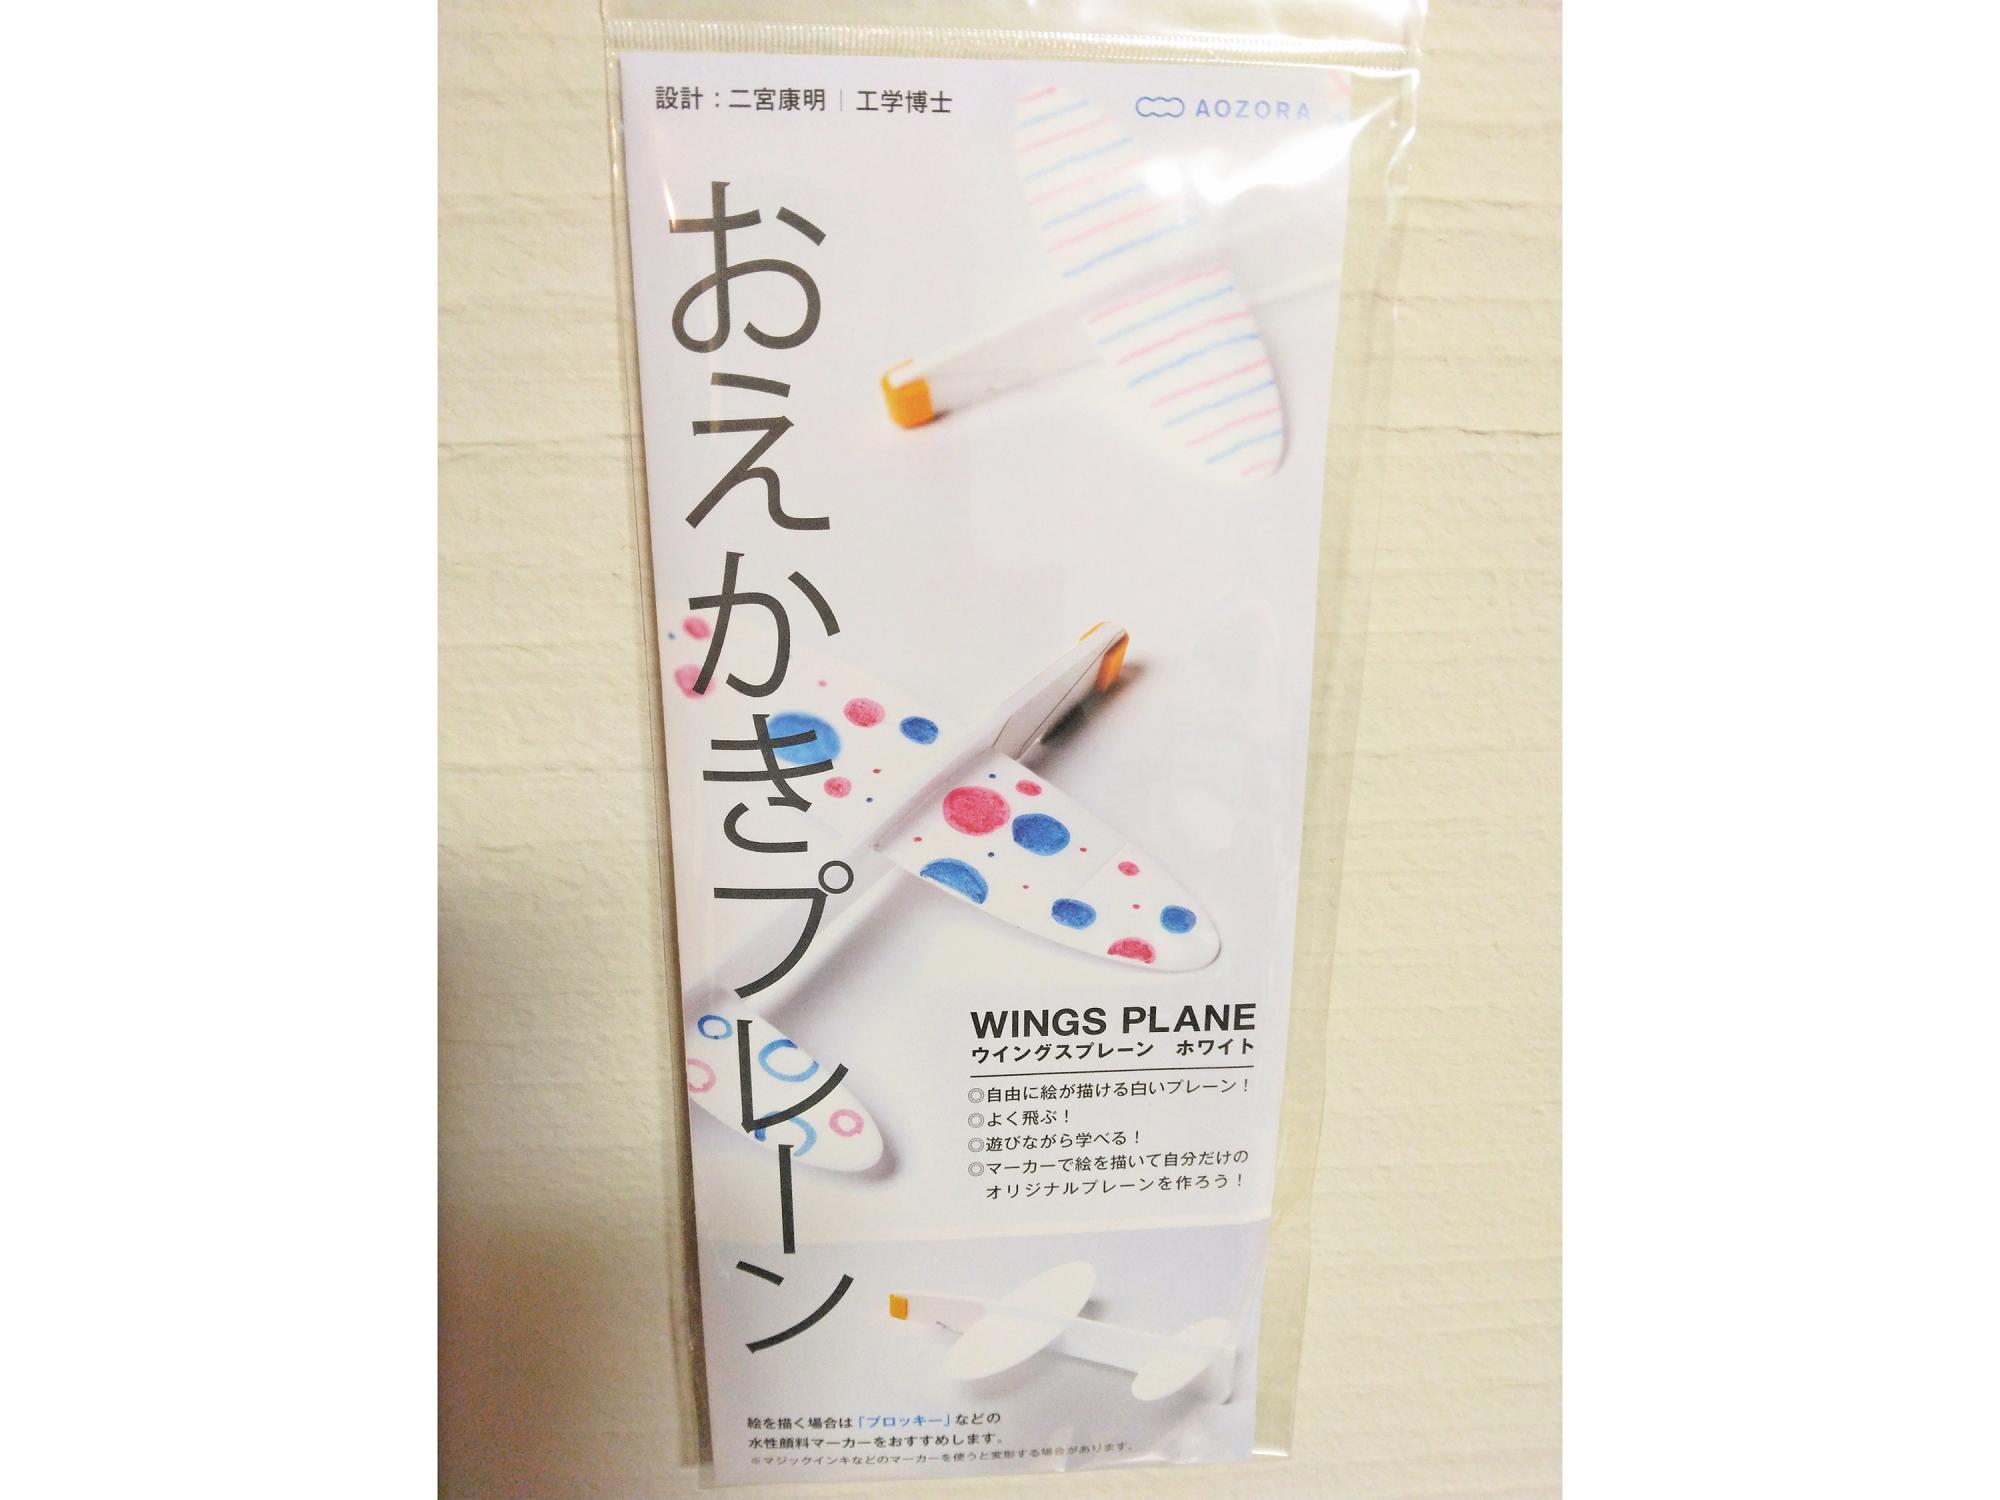 設計：二宮康明｜工学博士
AOZORA
おえかきプレーン
WINGS PLANE
ウイングスプレーン　ホワイト
◎自由に絵が描ける白いプレーン！
◎よく飛ぶ！
◎遊びながら学べる！
◎マーカーで絵を描いて自分だけの
オリジナルプレーンを作ろう！
絵を描く場合は「プロッキー」などの
水性顔料マーカーをおすすめします。
※マジックインキなどのマーカーを使うと変形する場合があります。